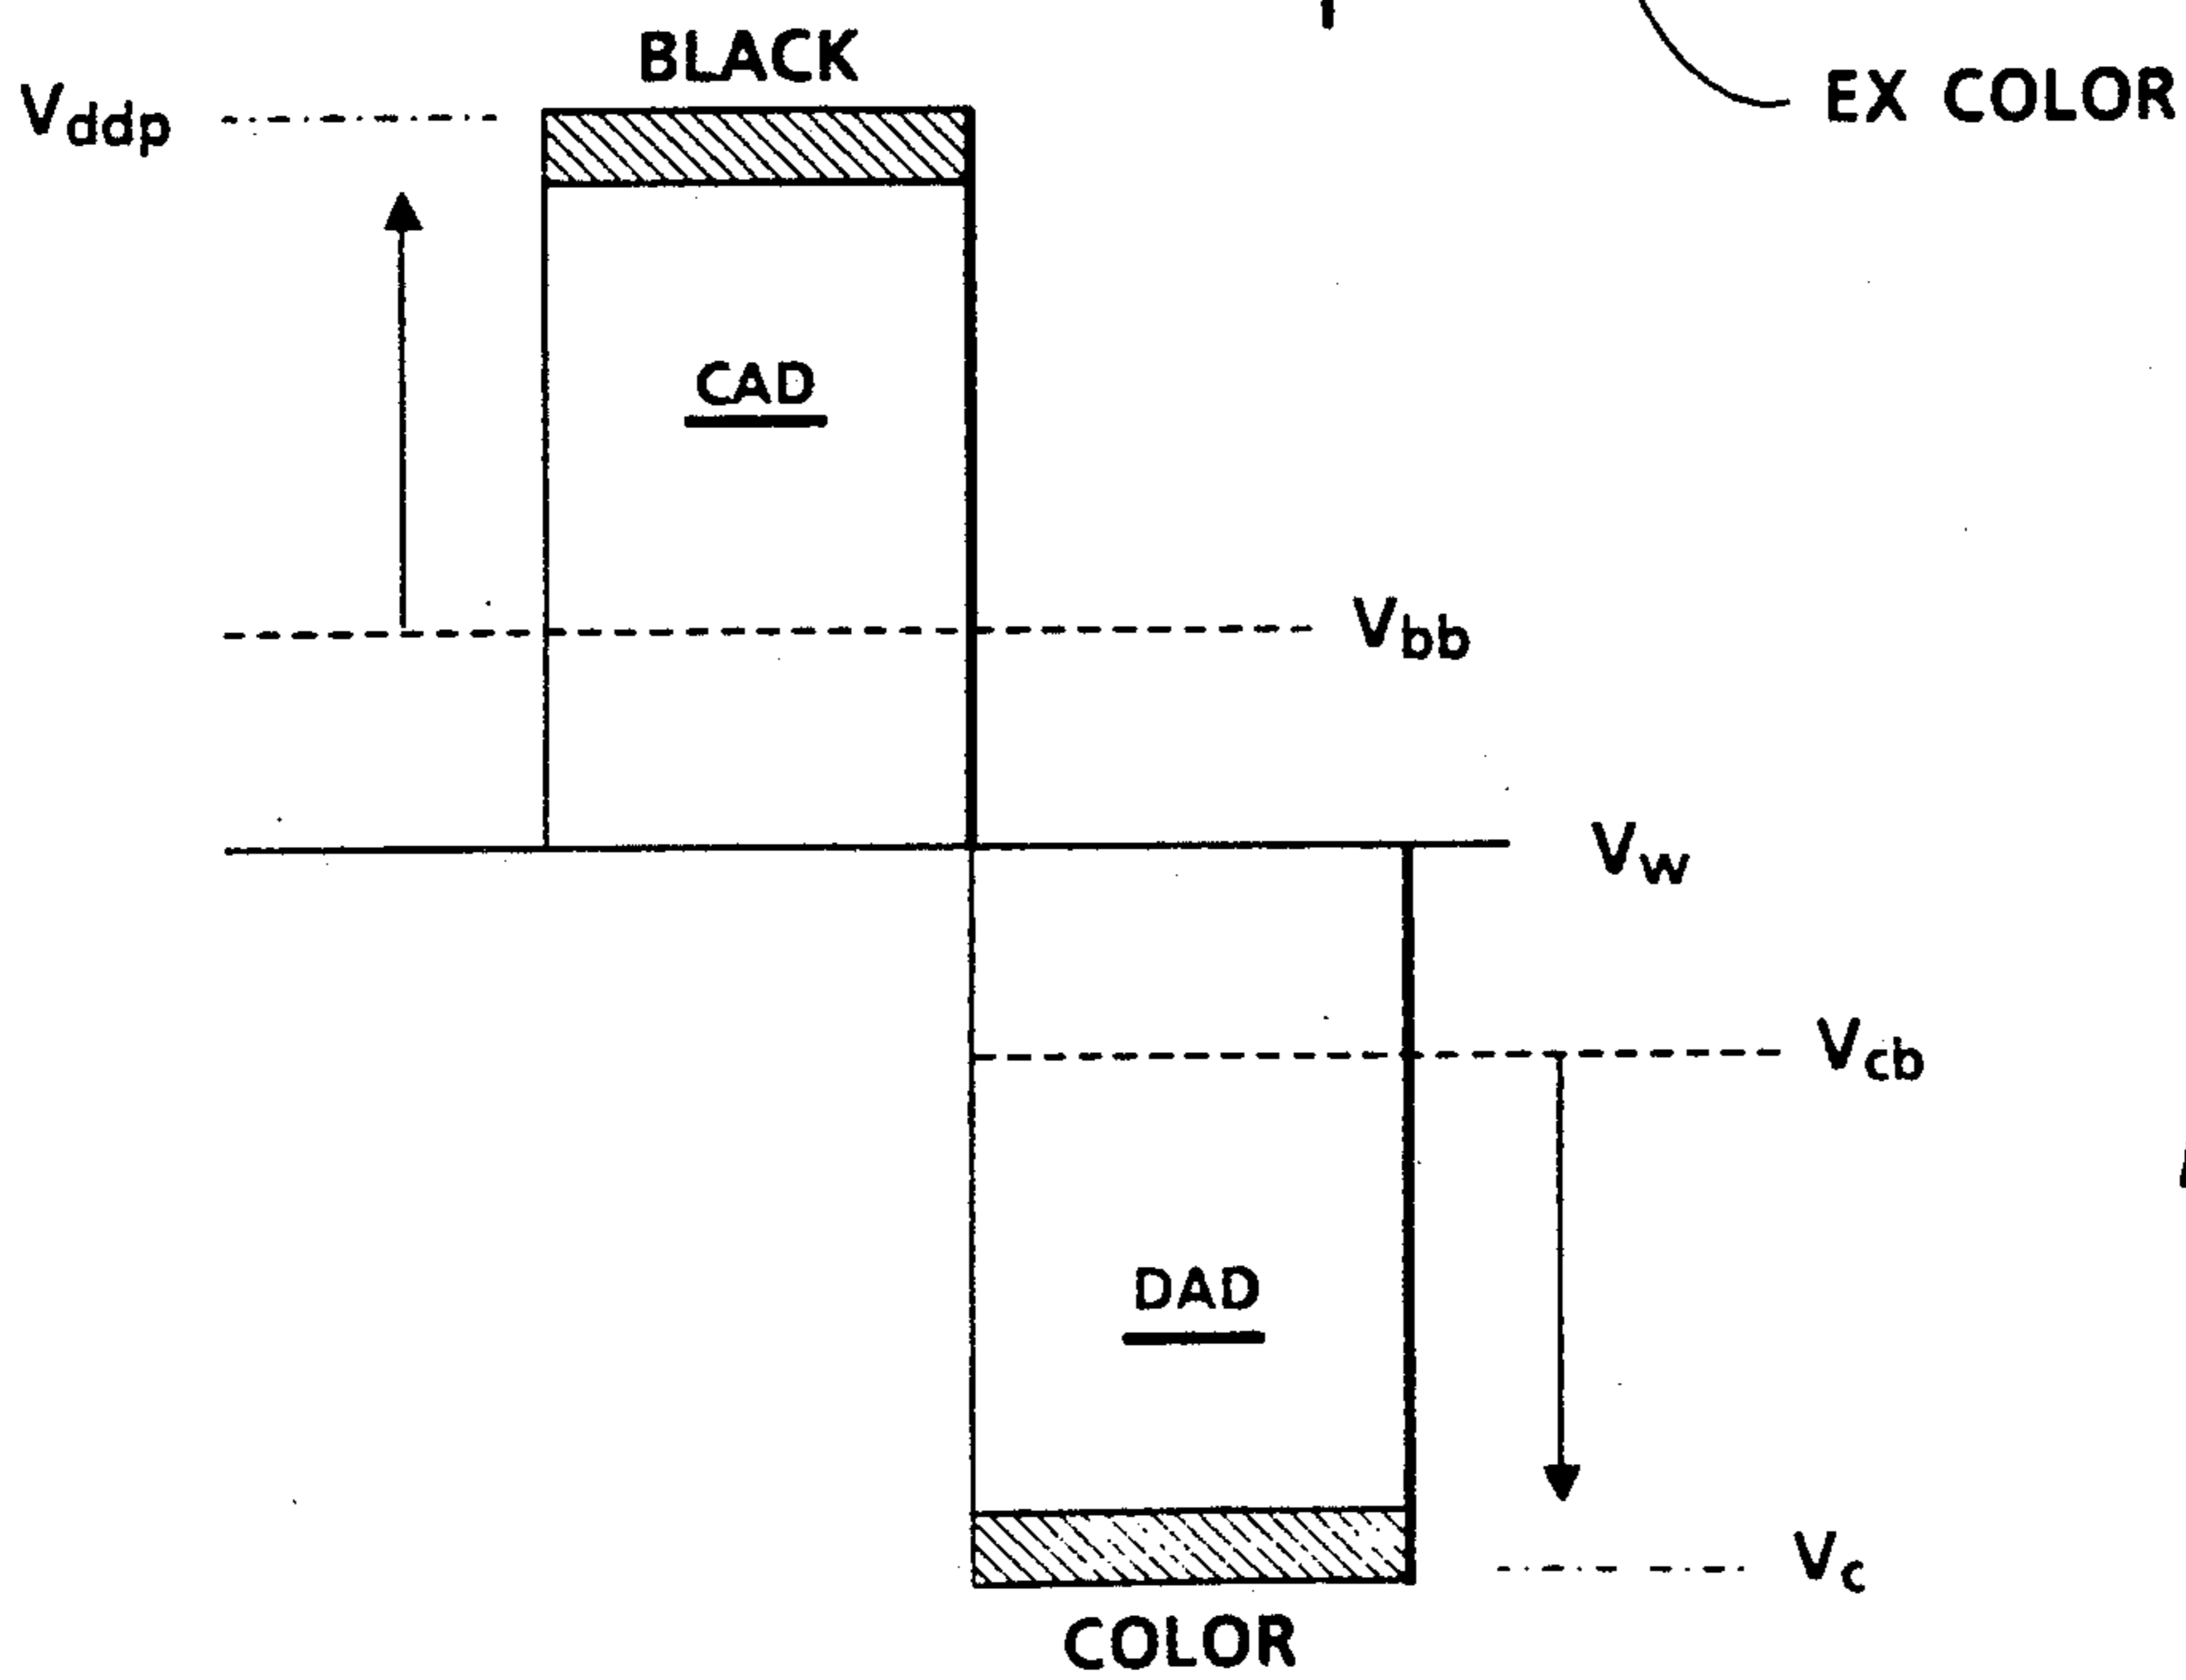 BLACK
EX COLOR
Vddp
CAD
Vbb
Vw
Vcb
DAD
Vc
COLOR